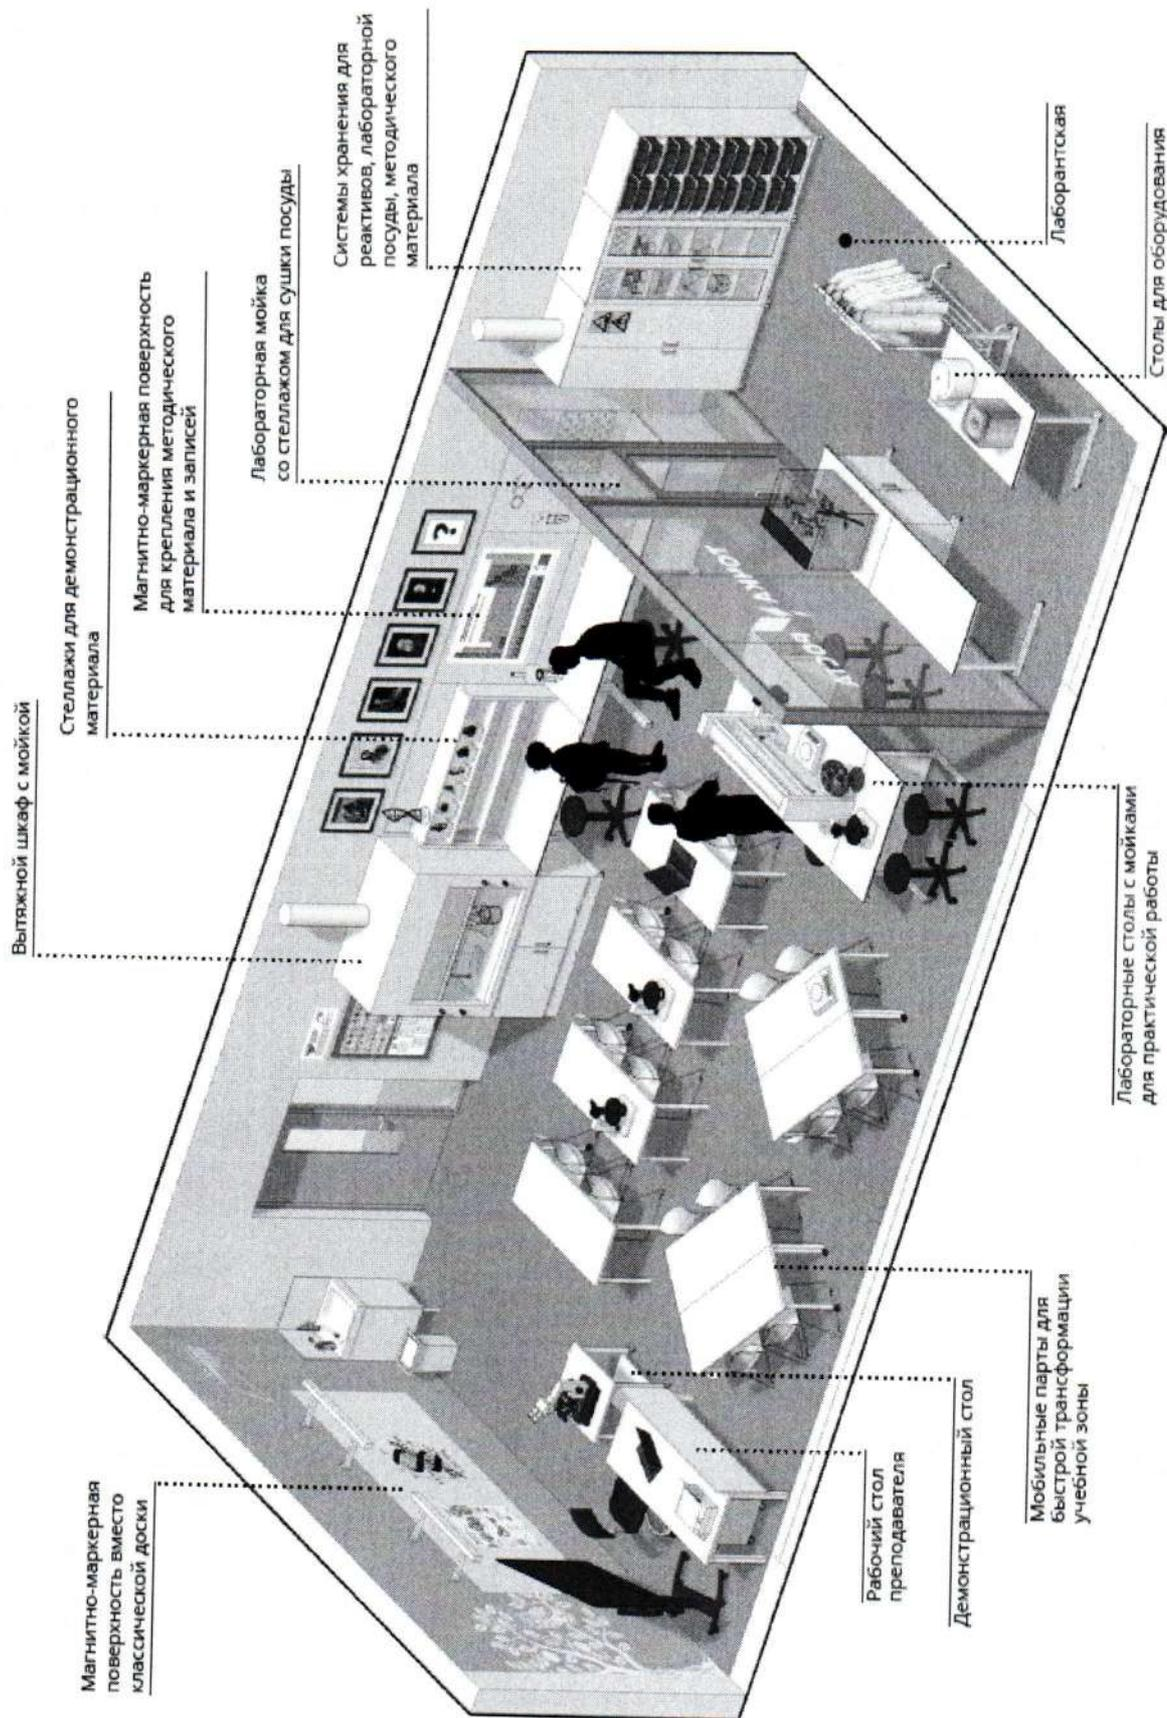 Магнитно-маркерная
поверхность вместо
классической доски
Вытяжной шкаф с мойкой
Стеллажи для демонстрационного
материала
Магнитно-маркерная поверхность
для крепления методического
материала и записей
Лабораторная мойка
со стеллажом для сушки посуды
Системы хранения для
реактивов, лабораторной
посуды, методического
материала
Рабочий стол
преподавателя
Демонстрационный стол
Мобильные парты для
быстрой трансформации
учебной зоны
Лабораторные столы с мойками
для практической работы
Лаборантская
Столы для оборудования
ТОЧКА
РОСТА
?